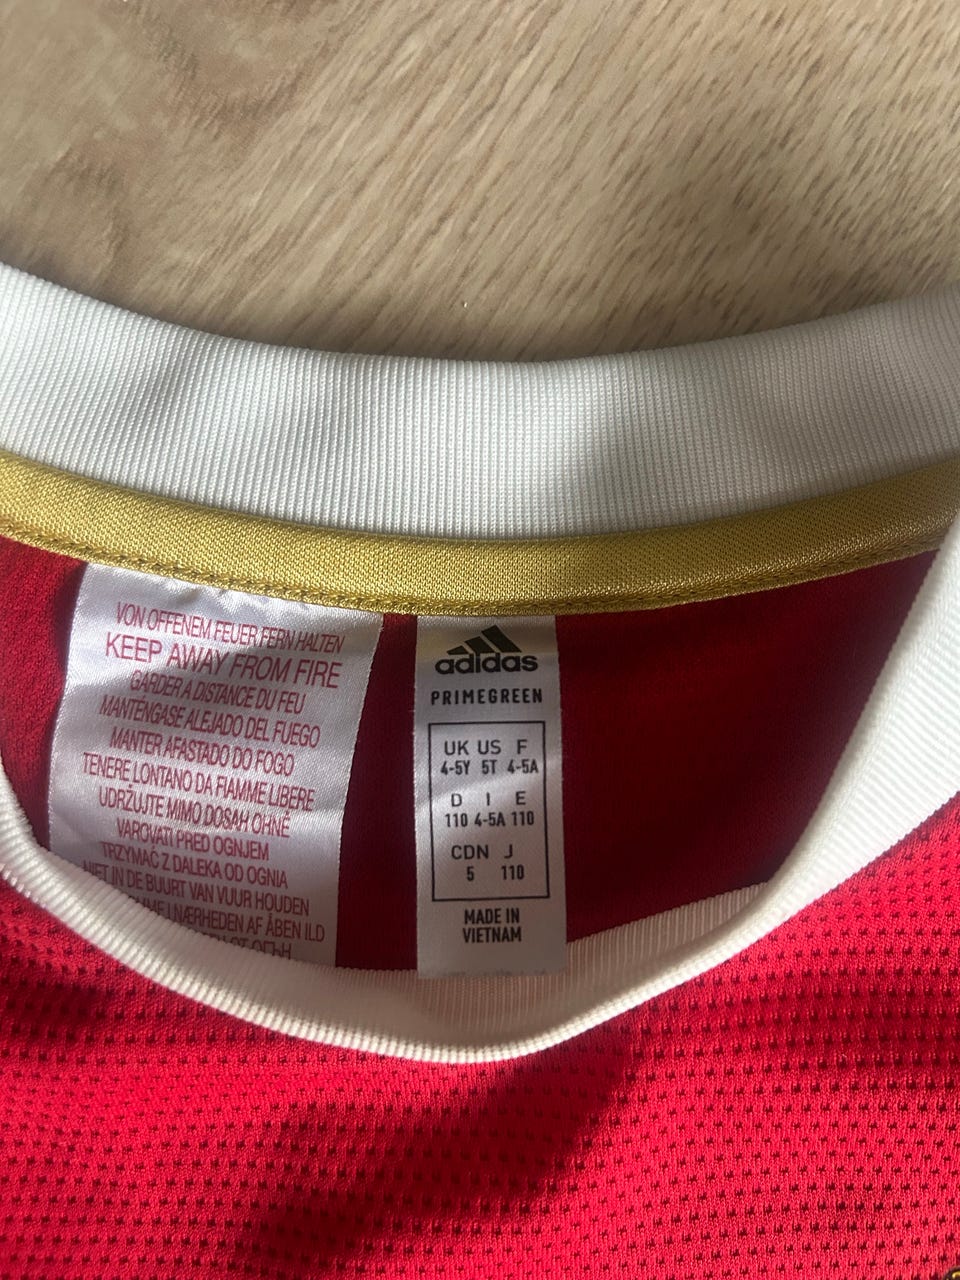 VON OFFENEM FEUER FERN HALTEN
KEEP AWAY FROM FIRE
GARDER A DISTANCE DU FEU
MANTENGASE ALEJADO DEL FUEGO
MANTER AFASTADO DO FOGO
TENERE LONTANO DA FIAMME LIBERE
UDRŽUJTE MIMO DOSAH OHNĚ
VAROVATI PRED OGNJEM
TRZYMAĆ Z DALEKA OD OGNIA
NIET IN DE BUURT VAN VUUR HOUDEN
I NÆRHEDEN AF ÅBEN ILD
adidas
PRIMEGREEN
UK US F
4-5Y 5T 4-5A
D I E
110 4-5A 110
CDN J
5 110
MADE IN
VIETNAM